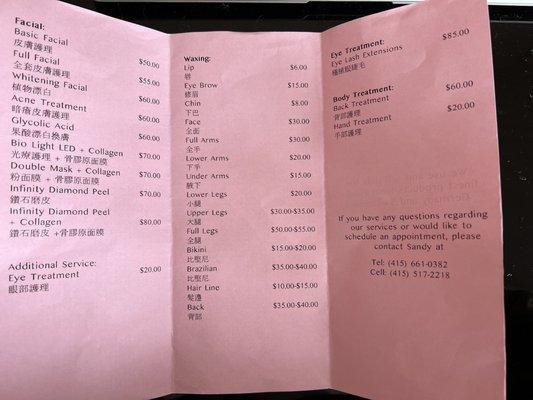 Facial:
Basic Facial $50.00
皮膚護理
Full Facial $55.00
全套皮膚護理
Whitening Facial $60.00
植物漂白
Acne Treatment $60.00
暗瘡皮膚護理
Glycolic Acid $60.00
果酸漂白換膚
Bio Light LED + Collagen $70.00
光療護理 + 骨膠原面膜
Double Mask + Collagen $70.00
粉面膜 + 骨膠原面膜
Infinity Diamond Peel $70.00
鑽石磨皮
Infinity Diamond Peel
+ Collagen $80.00
鑽石磨皮 +骨膠原面膜
Additional Service:
Eye Treatment $20.00
眼部護理
Waxing:
Lip $6.00
Eye Brow $15.00
修眉
Chin $8.00
下巴
Face $30.00
全面
Full Arms $30.00
全手
Lower Arms $20.00
下手
Under Arms $15.00
腋下
Lower Legs $20.00
小腿
Upper Legs $30.00-$35.00
大腿
Full Legs $50.00-$55.00
全腿
Bikini $15.00-$20.00
比堅尼
Brazilian $35.00-$40.00
比堅尼
Hair Line $10.00-$15.00
髮邊
Back $35.00-$40.00
背部
Eye Treatment:
Eye Lash Extensions $85.00
Body Treatment:
Back Treatment $60.00
背部護理
Hand Treatment $20.00
手部護理
If you have any questions regarding
our services or would like to
schedule an appointment, please
contact Sandy at
Tel: (415) 661-0382
Cell: (415) 517-2218